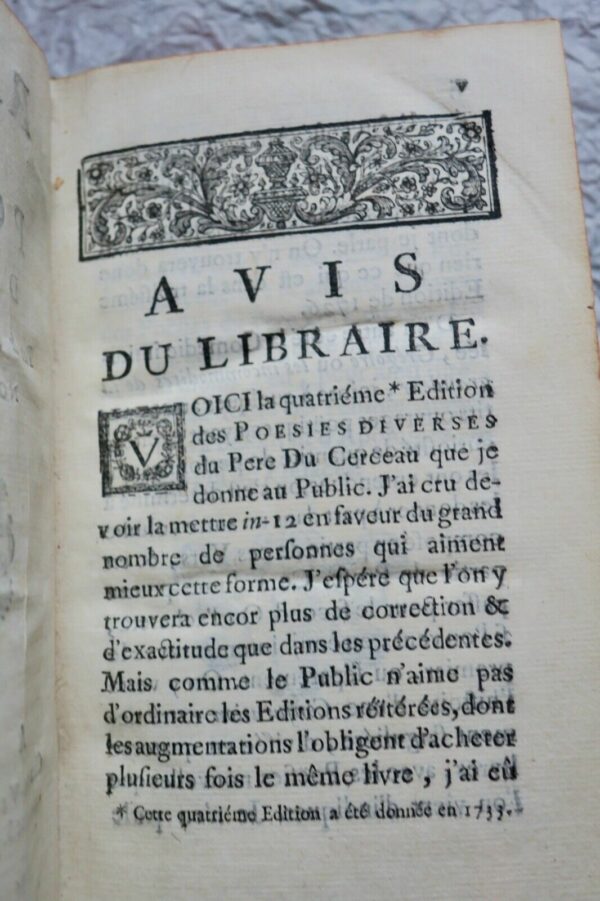 v
AVIS
DU LIBRAIRE.
VOICI la quatriéme * Edition
des POESIES DIVERSES
du Pere Du Cerceau que je
donne au Public. J'ai cru de-
voir la mettre in-12 en faveur du grand
nombre de personnes qui aiment
mieux cette forme. J'espére que l'on y
trouvera encor plus de correction &
d'exactitude que dans les précédentes.
Mais comme le Public n'aime pas
d'ordinaire les Editions réïtérées, dont
les augmentations l'obligent d'acheter
plusieurs fois le même livre, j'ai eû
* Cette quatriéme Edition a été donnée en 1733.